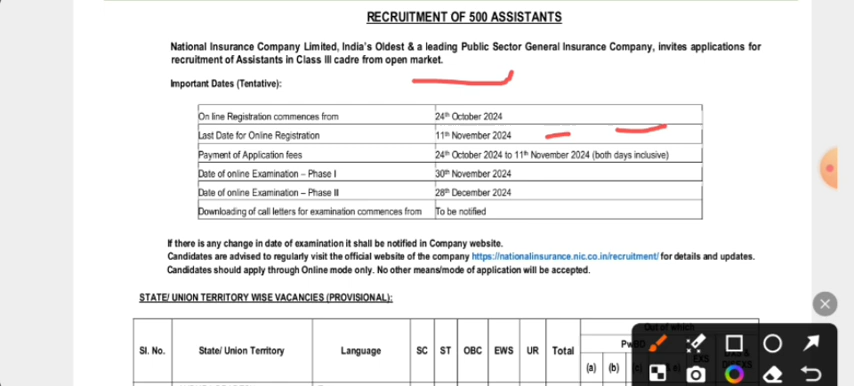 RECRUITMENT OF 500 ASSISTANTS
National Insurance Company Limited, India's Oldest & a leading Public Sector General Insurance Company, invites applications for
recruitment of Assistants in Class III cadre from open market.
Important Dates (Tentative):
On line Registration commences from 24th October 2024
Last Date for Online Registration 11th November 2024
Payment of Application fees 24th October 2024 to 11th November 2024 (both days inclusive)
Date of online Examination – Phase I 30th November 2024
Date of online Examination – Phase II 28th December 2024
Downloading of call letters for examination commences from To be notified
If there is any change in date of examination it shall be notified in Company website.
Candidates are advised to regularly visit the official website of the company https://nationalinsurance.nic.co.in/recruitment/ for details and updates.
Candidates should apply through Online mode only. No other means/mode of application will be accepted.
STATE/ UNION TERRITORY WISE VACANCIES (PROVISIONAL):
Out of which
Sl. No. State/ Union Territory Language SC ST OBC EWS UR Total
(a) (b)